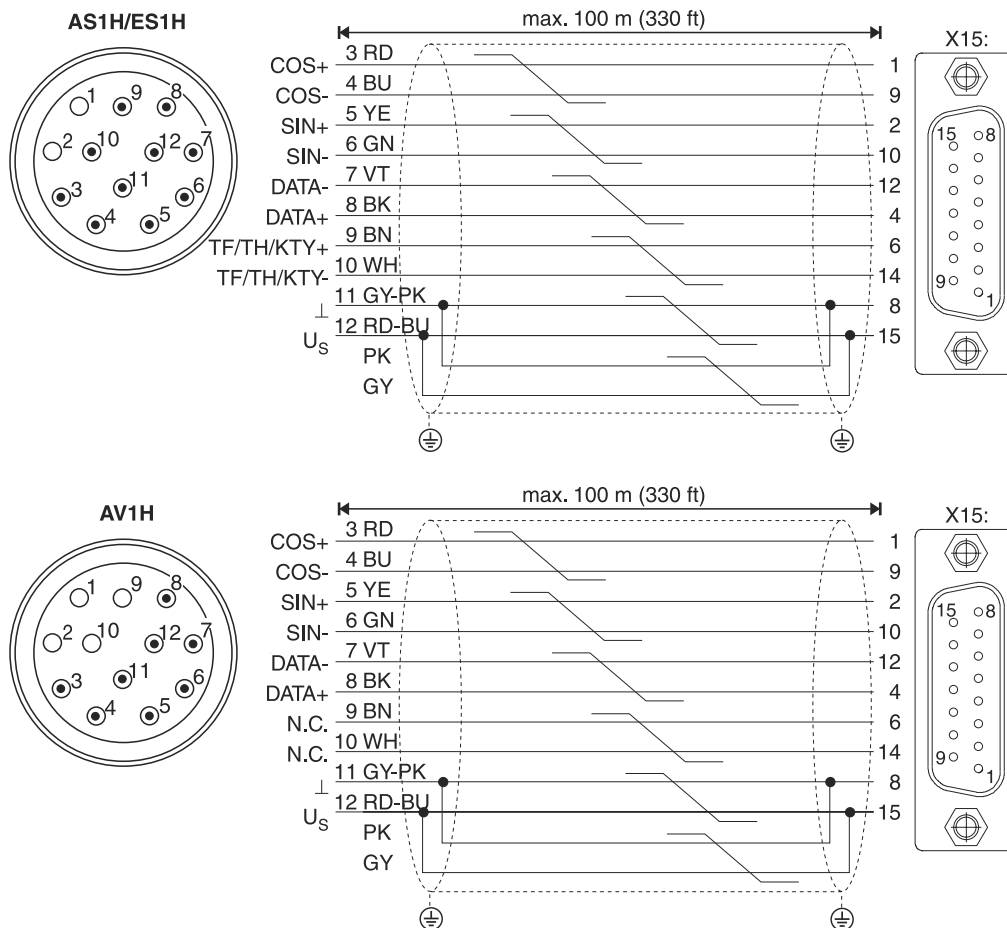 AS1H/ES1H
max. 100 m (330 ft)
X15:
1 9 8
2 10 12 7
11
3 6
4 5
COS+ 3 RD 1
COS- 4 BU 9
SIN+ 5 YE 2
SIN- 6 GN 10
DATA- 7 VT 12
DATA+ 8 BK 4
TF/TH/KTY+ 9 BN 6
TF/TH/KTY- 10 WH 14
⊥ 11 GY-PK 8
US 12 RD-BU 15
PK
GY
15 8
9 1
AV1H
max. 100 m (330 ft)
X15:
1 9 8
2 10 12 7
11
3 6
4 5
COS+ 3 RD 1
COS- 4 BU 9
SIN+ 5 YE 2
SIN- 6 GN 10
DATA- 7 VT 12
DATA+ 8 BK 4
N.C. 9 BN 6
N.C. 10 WH 14
⊥ 11 GY-PK 8
US 12 RD-BU 15
PK
GY
15 8
9 1